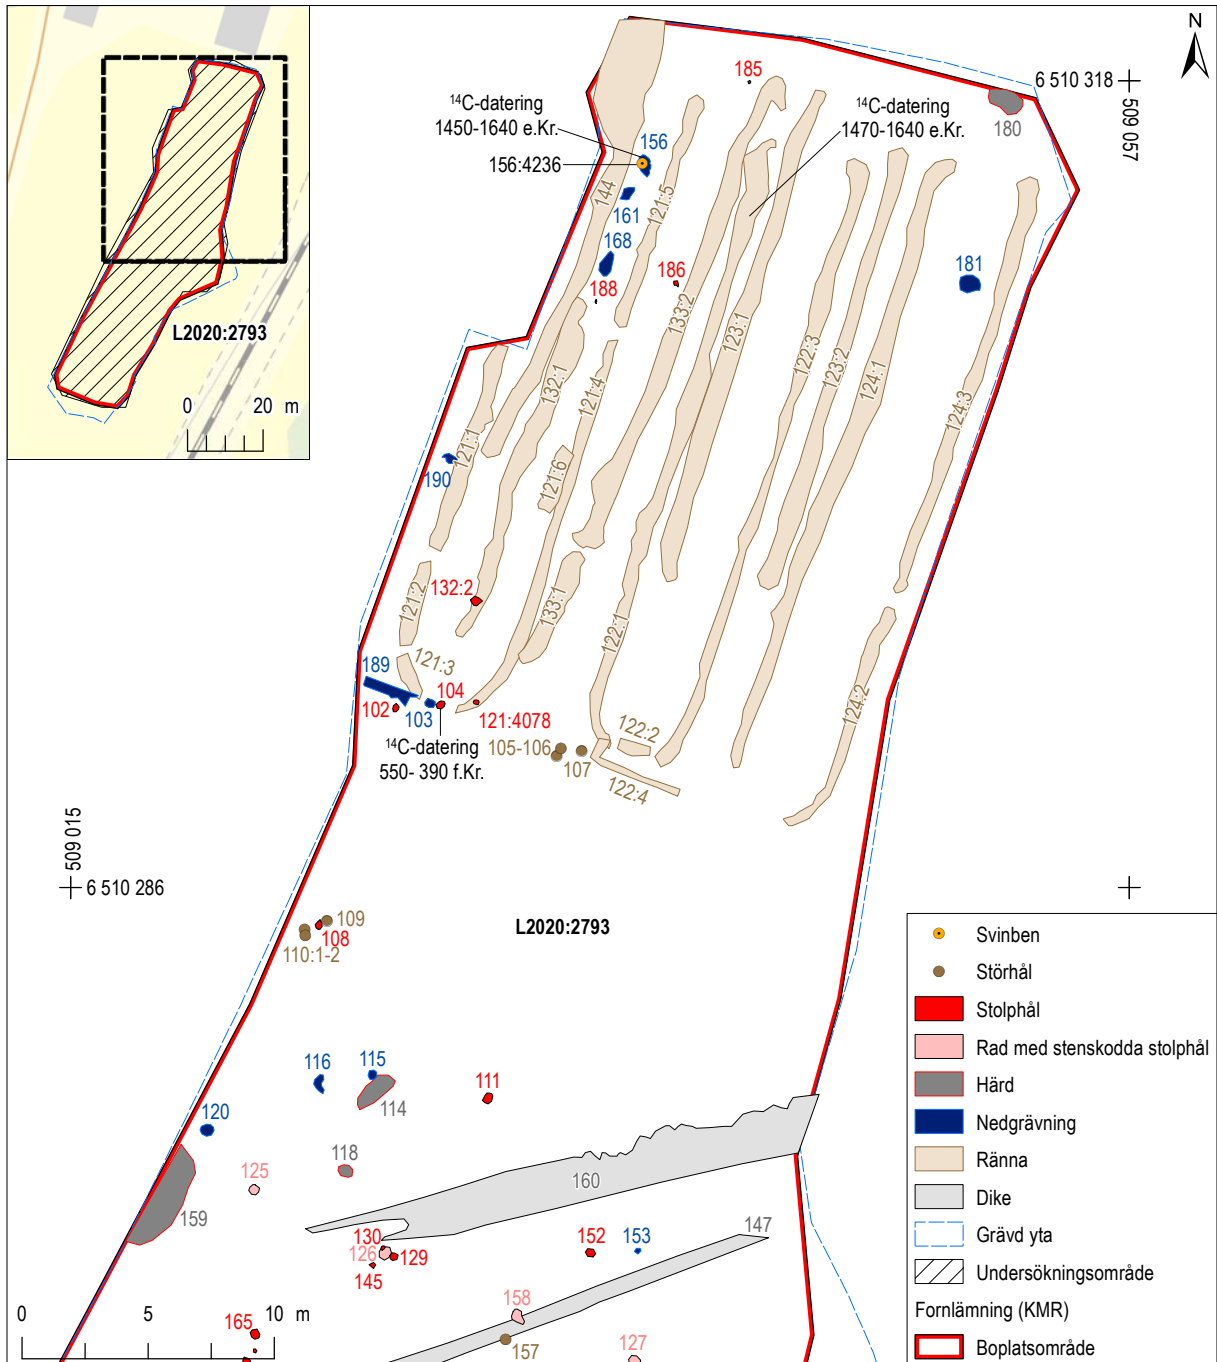 N
6 510 318
509 057
185
180
¹⁴C-datering
1450-1640 e.Kr.
¹⁴C-datering
1470-1640 e.Kr.
156
156:4236
144
161
121:5
168
188
186
181
133:2
123:1
122:3
123:2
124:1
124:3
132:1
121:4
121:1
121:6
190
L2020:2793
0 20 m
132:2
121:2
133:1
122:1
121:3
189
104
102
103
121:4078
¹⁴C-datering
550- 390 f.Kr.
105-106
107
122:2
122:4
124:2
509 015
6 510 286
109
108
110:1-2
L2020:2793
116
115
114
111
120
118
125
159
160
147
130
126
129
145
152
153
158
157
127
165
0 5 10 m
Svinben
Störhål
Stolphål
Rad med stenskodda stolphål
Härd
Nedgrävning
Ränna
Dike
Grävd yta
Undersökningsområde
Fornlämning (KMR)
Boplatsområde